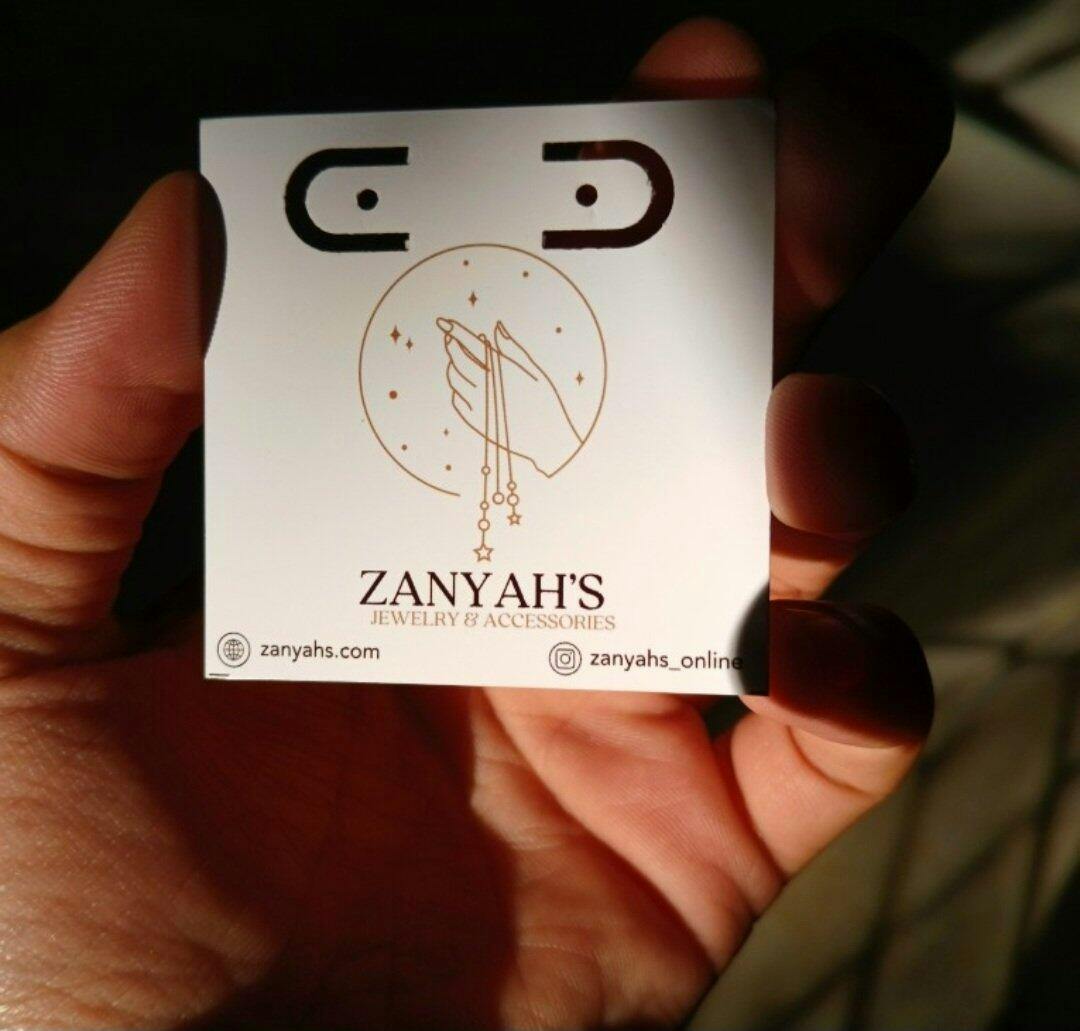 ZANYAH'S
JEWELRY & ACCESSORIES
zanyahs.com
zanyahs_online